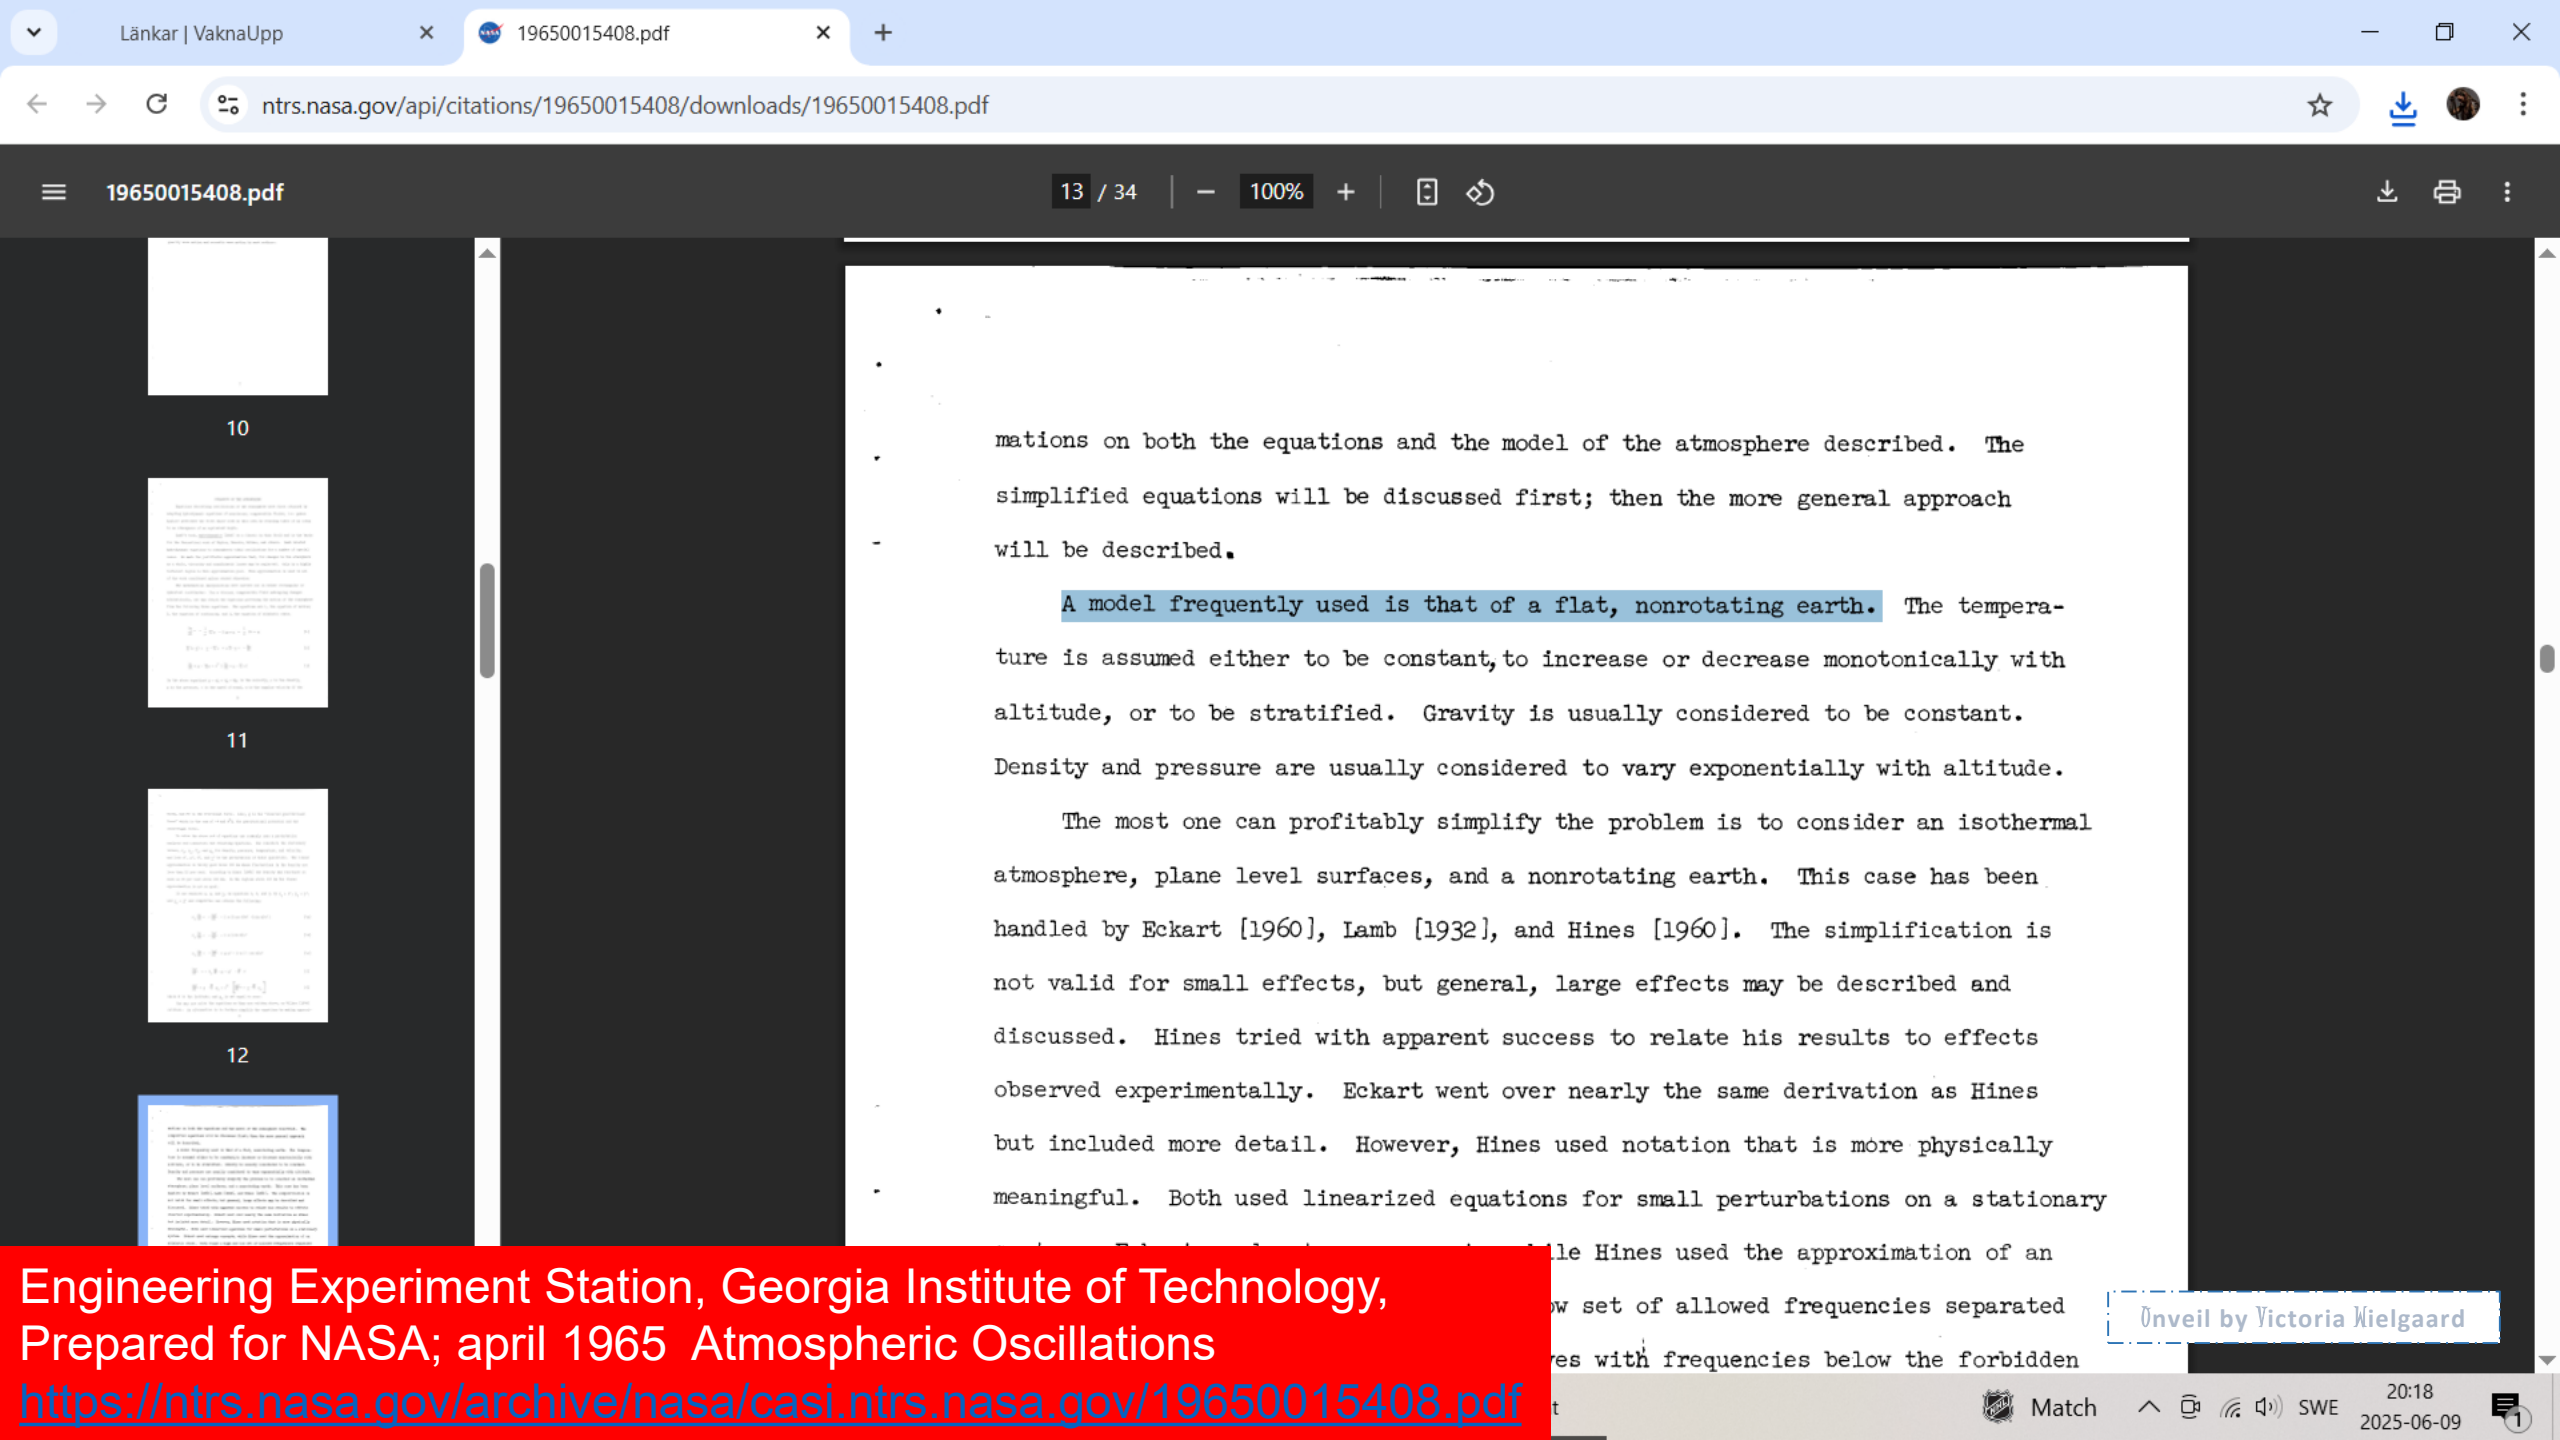 Länkar | VaknaUpp
19650015408.pdf
ntrs.nasa.gov/api/citations/19650015408/downloads/19650015408.pdf
19650015408.pdf
13 / 34
100%
10
11
12
mations on both the equations and the model of the atmosphere described. The
simplified equations will be discussed first; then the more general approach
will be described.
A model frequently used is that of a flat, nonrotating earth. The tempera-
ture is assumed either to be constant, to increase or decrease monotonically with
altitude, or to be stratified. Gravity is usually considered to be constant.
Density and pressure are usually considered to vary exponentially with altitude.
The most one can profitably simplify the problem is to consider an isothermal
atmosphere, plane level surfaces, and a nonrotating earth. This case has been
handled by Eckart [1960], Lamb [1932], and Hines [1960]. The simplification is
not valid for small effects, but general, large effects may be described and
discussed. Hines tried with apparent success to relate his results to effects
observed experimentally. Eckart went over nearly the same derivation as Hines
but included more detail. However, Hines used notation that is more physically
meaningful. Both used linearized equations for small perturbations on a stationary
Hines used the approximation of an
set of allowed frequencies separated
with frequencies below the forbidden
Engineering Experiment Station, Georgia Institute of Technology,
Prepared for NASA; april 1965 Atmospheric Oscillations
https://ntrs.nasa.gov/archive/nasa/casi.ntrs.nasa.gov/19650015408.pdf
Unveil by Victoria Wielgaard
Match
SWE
20:18
2025-06-09
1